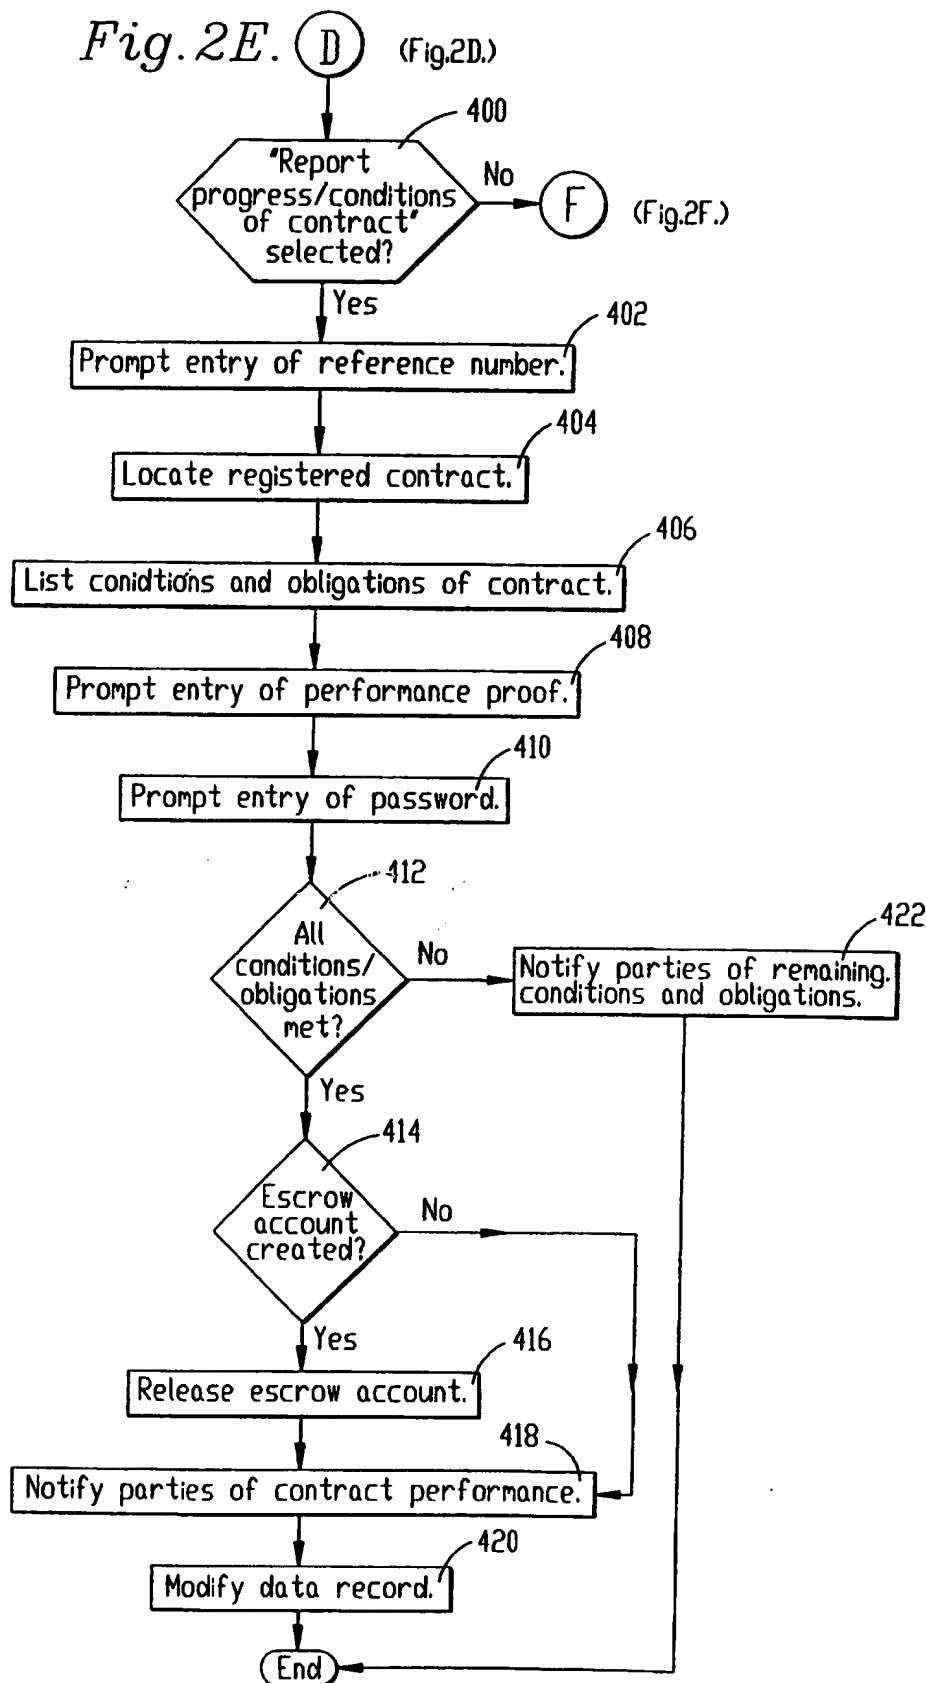 Fig. 2E.
D
(Fig.2D.)
400
"Report
progress/conditions
of contract"
selected?
No
F
(Fig.2F.)
Yes
402
Prompt entry of reference number.
404
Locate registered contract.
406
List conidtions and obligations of contract.
408
Prompt entry of performance proof.
410
Prompt entry of password.
412
All
conditions/
obligations
met?
No
422
Notify parties of remaining.
conditions and obligations.
Yes
414
Escrow
account
created?
No
Yes
416
Release escrow account.
418
Notify parties of contract performance.
420
Modify data record.
End